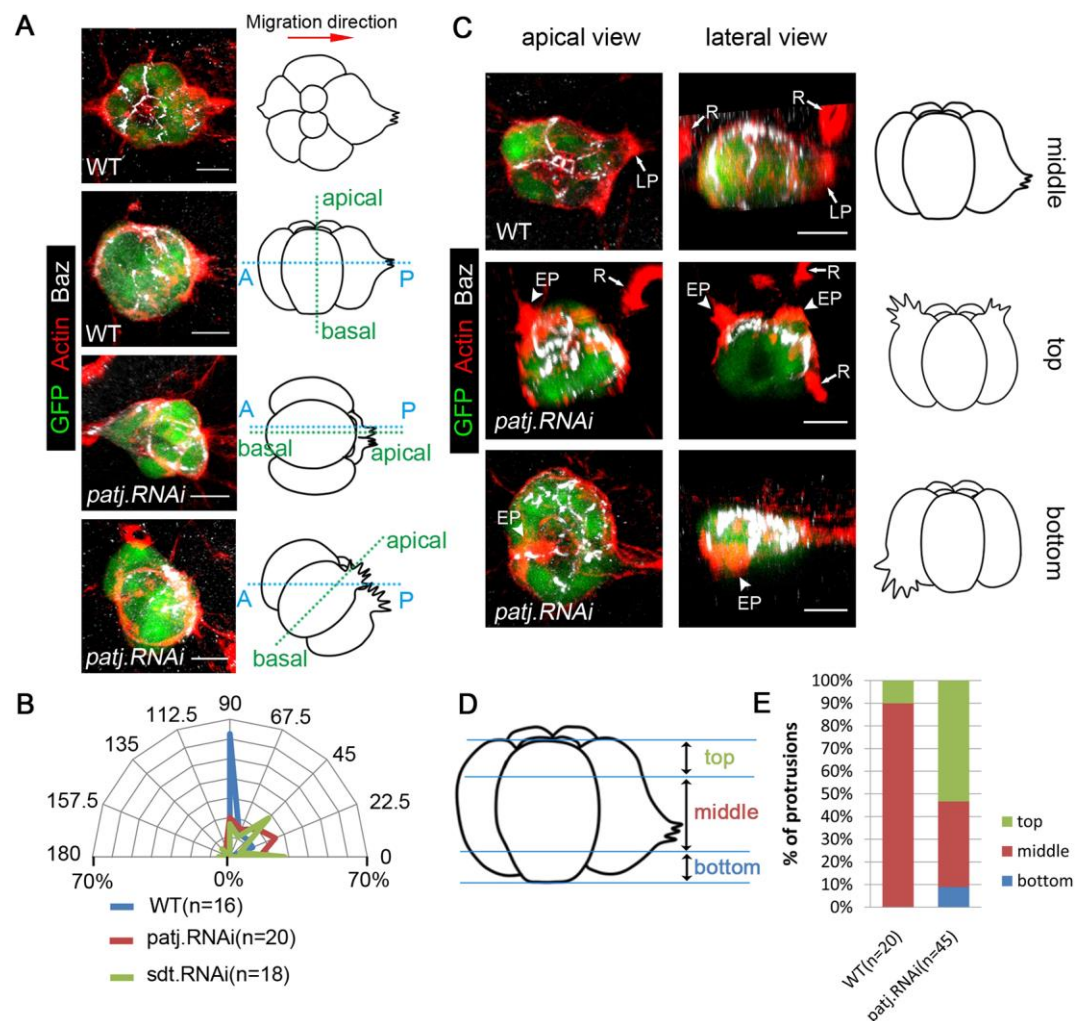 A
Migration direction
WT
WT
apical
A
P
basal
patj.RNAi
A
P
basal
apical
patj.RNAi
apical
A
P
basal
GFP Actin Baz
B
180
157.5
135
112.5
90
67.5
45
22.5
0
70%
0%
70%
WT(n=16)
patj.RNAi(n=20)
sdt.RNAi(n=18)
C
apical view
lateral view
GFP Actin Baz
WT
LP
R
R
LP
middle
EP
R
patj.RNAi
EP
EP
R
R
top
EP
patj.RNAi
EP
bottom
D
top
middle
bottom
E
% of protrusions
100%
90%
80%
70%
60%
50%
40%
30%
20%
10%
0%
WT(n=20)
patj.RNAi(n=45)
top
middle
bottom